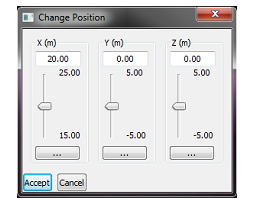 Change Position
X (m) Y (m) Z (m)
20.00 0.00 0.00
25.00 5.00 5.00
15.00 -5.00 -5.00
... ... ...
Accept Cancel